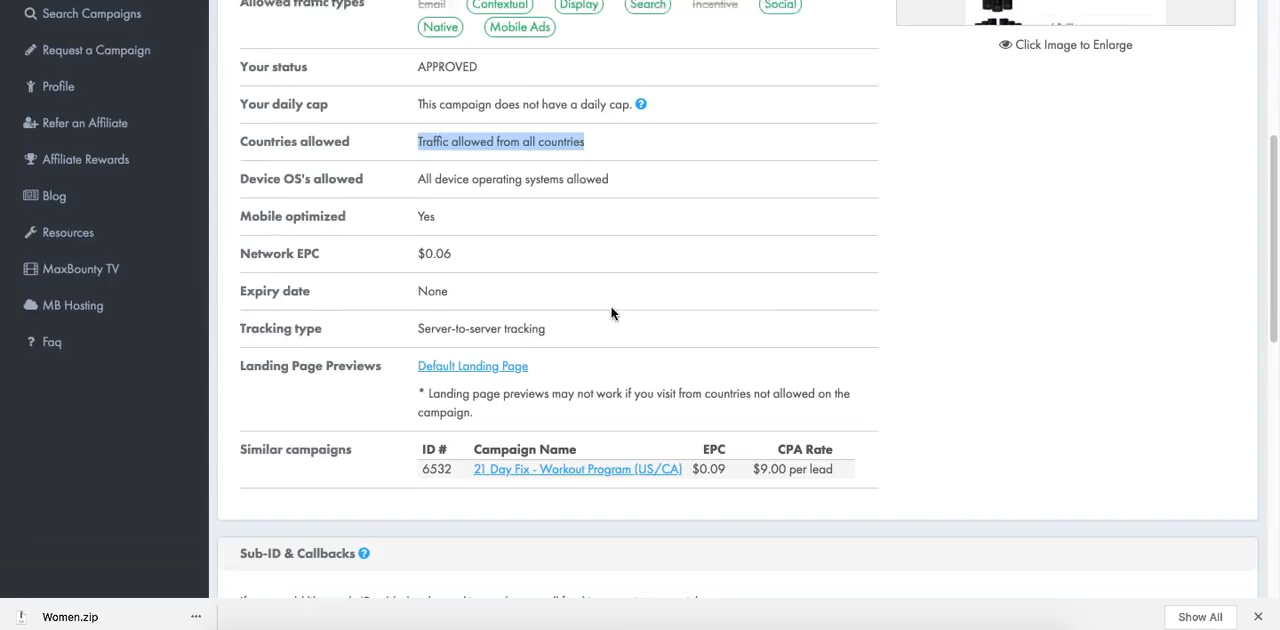 Search Campaigns
Request a Campaign
Profile
Refer an Affiliate
Affiliate Rewards
Blog
Resources
MaxBounty TV
MB Hosting
? Faq
Allowed traffic types
Email Contextual Display Search Incentive Social
Native Mobile Ads
Your status APPROVED
Your daily cap This campaign does not have a daily cap. ?
Countries allowed Traffic allowed from all countries
Device OS's allowed All device operating systems allowed
Mobile optimized Yes
Network EPC $0.06
Expiry date None
Tracking type Server-to-server tracking
Landing Page Previews Default Landing Page
* Landing page previews may not work if you visit from countries not allowed on the
campaign.
Similar campaigns ID # Campaign Name EPC CPA Rate
6532 21 Day Fix - Workout Program (US/CA) $0.09 $9.00 per lead
Click Image to Enlarge
Sub-ID & Callbacks ?
Women.zip
Show All